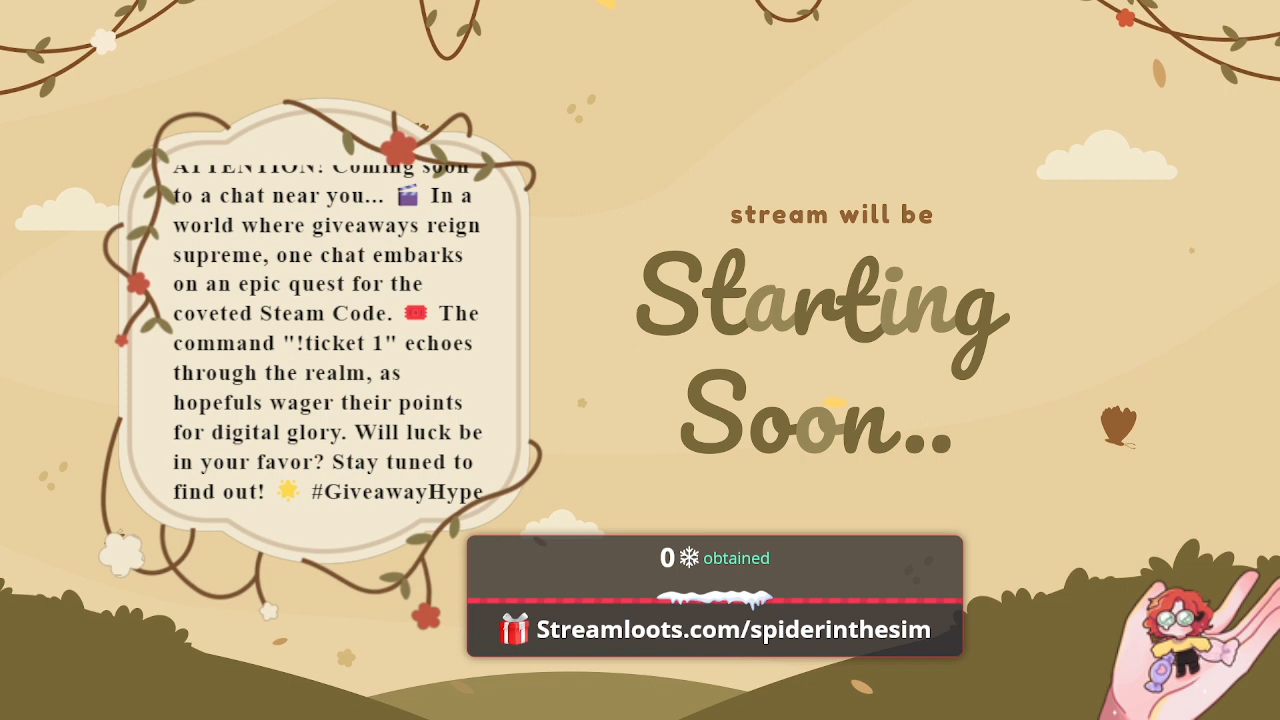 ATTENTION! Coming soon
to a chat near you... 🎬 In a
world where giveaways reign
supreme, one chat embarks
on an epic quest for the
coveted Steam Code. 🎟️ The
command "!ticket 1" echoes
through the realm, as
hopefuls wager their points
for digital glory. Will luck be
in your favor? Stay tuned to
find out! 🌟 #GiveawayHype
stream will be
Starting
Soon..
0❄ obtained
🎁 Streamloots.com/spiderinthesim